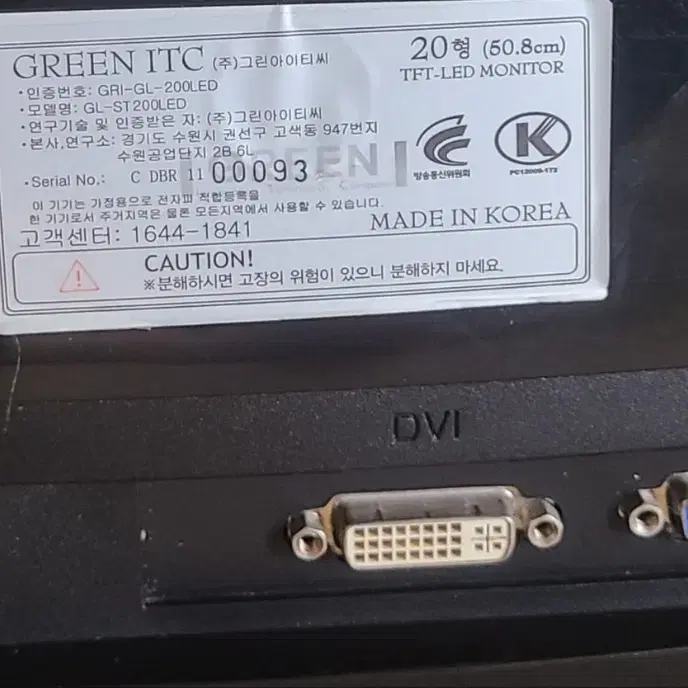 GREEN ITC (주)그린아이티씨
20형 (50.8cm)
TFT-LED MONITOR
·인증번호: GRI-GL-200LED
·모델명: GL-ST200LED
·연구기술 및 인증받은 자: (주)그린아이티씨
·본사,연구소: 경기도 수원시 권선구 고색동 947번지
수원공업단지 2B 6L
방송통신위원회
K
PC12009-172
·Serial No,: C DBR 11 00093
이 기기는 가정용으로 전자파 적합등록을
한 기기로서 주거지역은 물론 모든지역에서 사용할 수 있습니다.
고객센터: 1644-1841
MADE IN KOREA
CAUTION!
※분해하시면 고장의 위험이 있으니 분해하지 마세요.
DVI